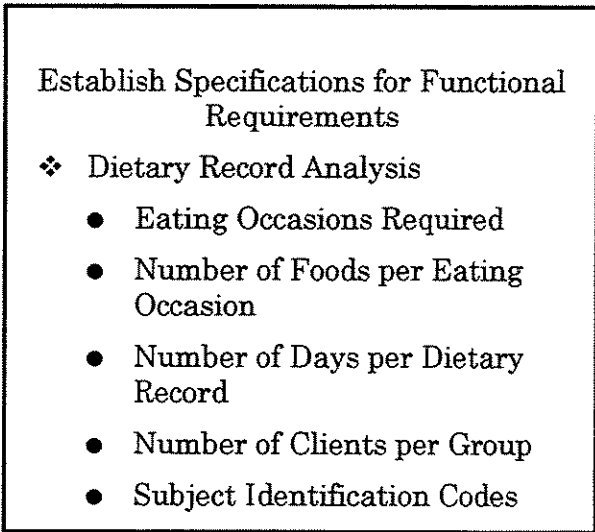 Establish Specifications for Functional
Requirements
❖ Dietary Record Analysis
● Eating Occasions Required
● Number of Foods per Eating
Occasion
● Number of Days per Dietary
Record
● Number of Clients per Group
● Subject Identification Codes